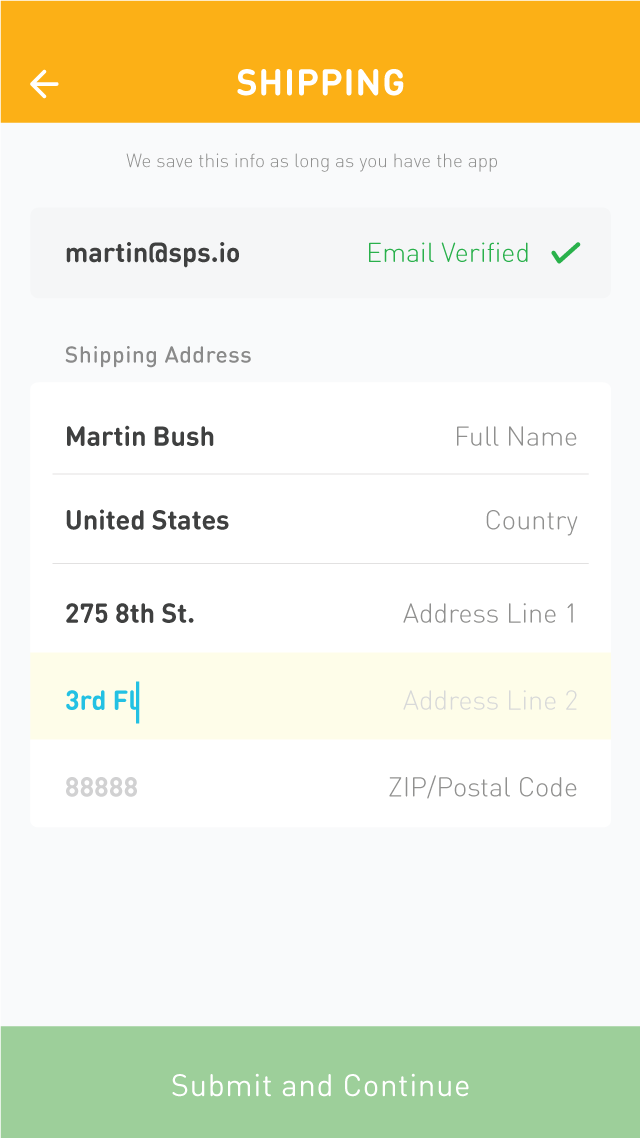 SHIPPING
We save this info as long as you have the app
martin@sps.io Email Verified
Shipping Address
Martin Bush Full Name
United States Country
275 8th St. Address Line 1
3rd Fl Address Line 2
88888 ZIP/Postal Code
Submit and Continue